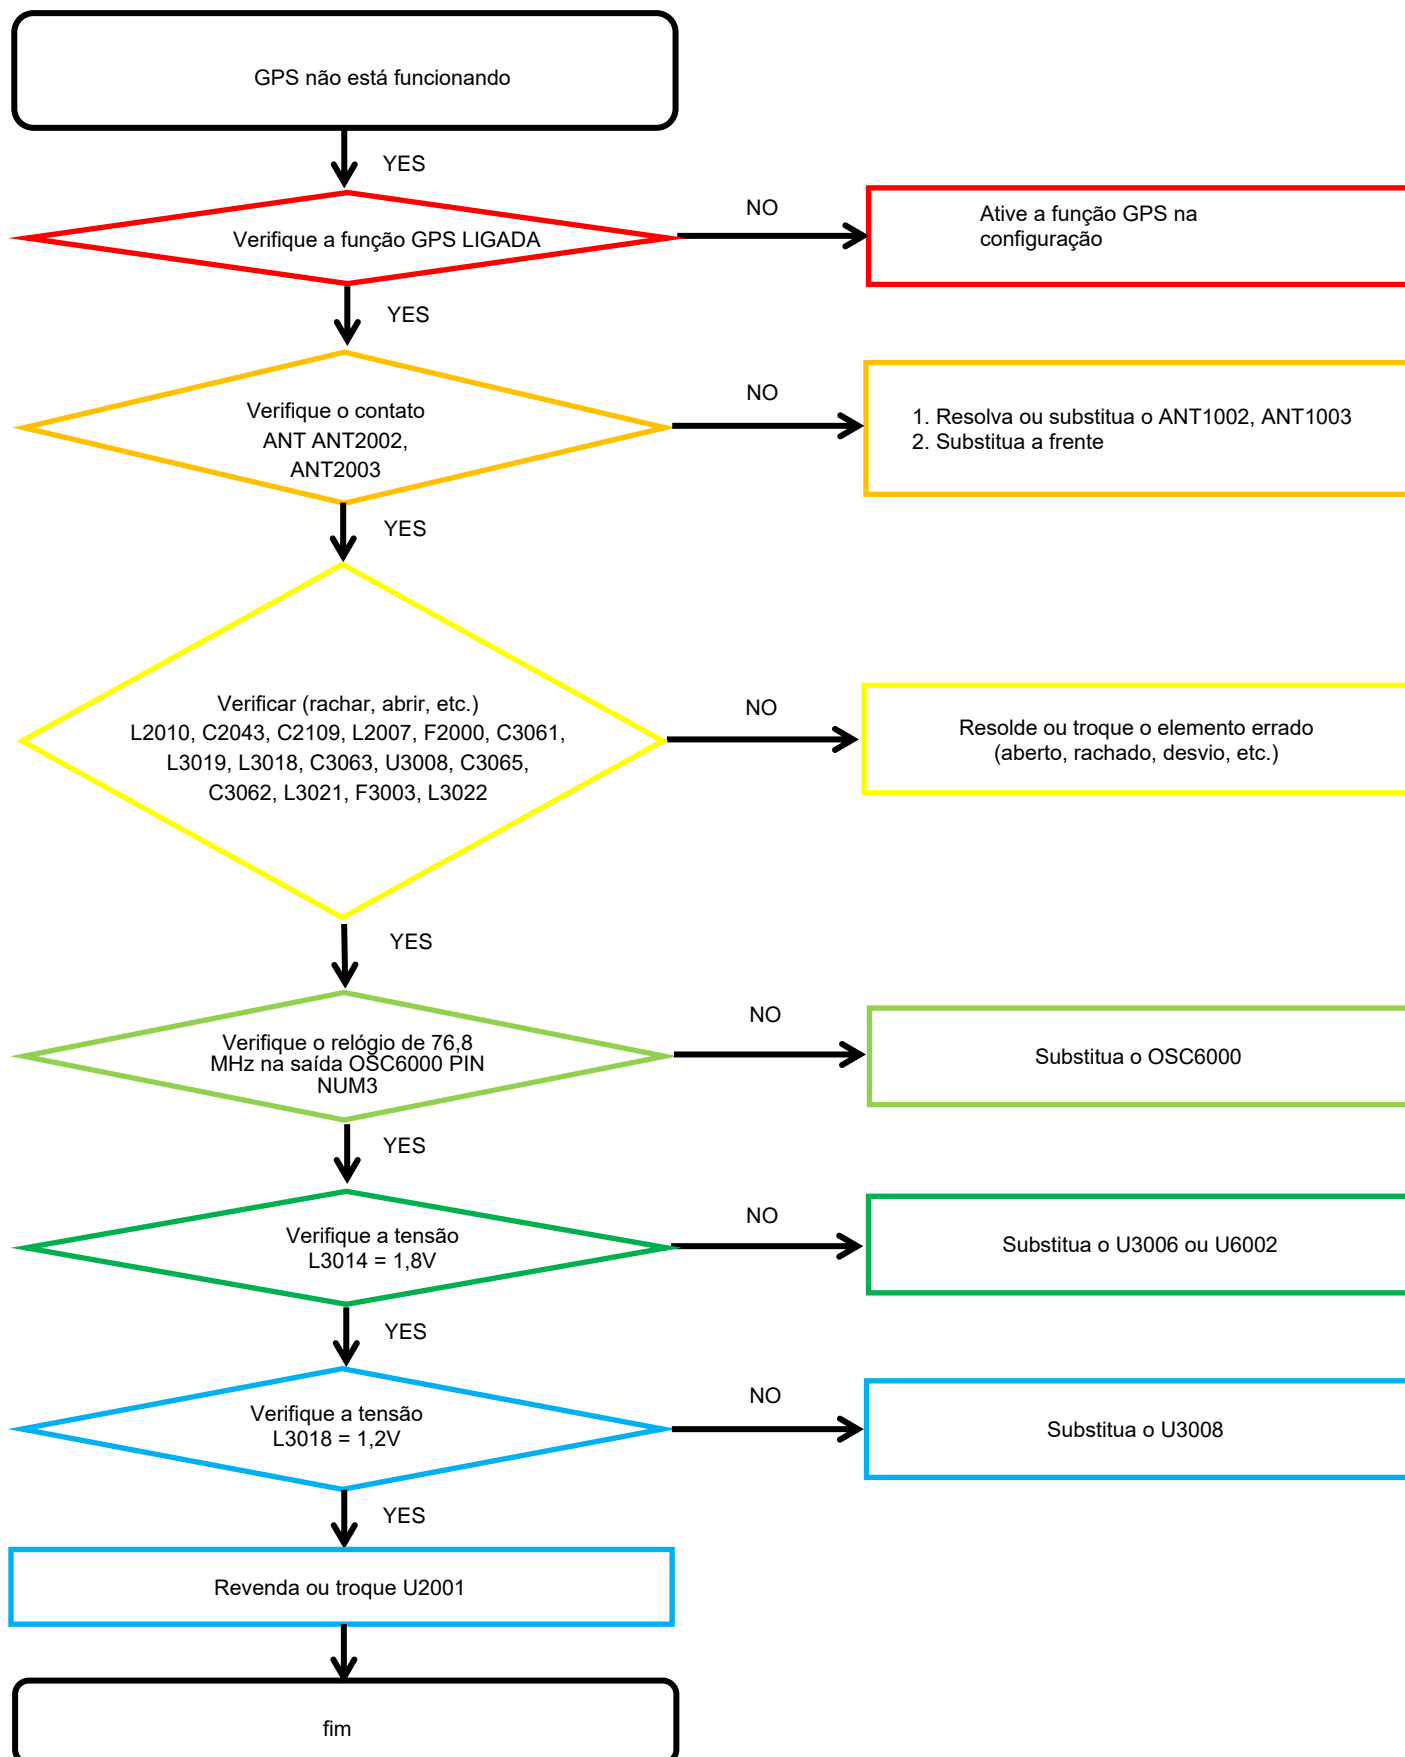 GPS não está funcionando
YES
Verifique a função GPS LIGADA
NO
Ative a função GPS na
configuração
YES
Verifique o contato
ANT ANT2002,
ANT2003
NO
1. Resolva ou substitua o ANT1002, ANT1003
2. Substitua a frente
YES
Verificar (rachar, abrir, etc.)
L2010, C2043, C2109, L2007, F2000, C3061,
L3019, L3018, C3063, U3008, C3065,
C3062, L3021, F3003, L3022
NO
Resolde ou troque o elemento errado
(aberto, rachado, desvio, etc.)
YES
Verifique o relógio de 76,8
MHz na saída OSC6000 PIN
NUM3
NO
Substitua o OSC6000
YES
Verifique a tensão
L3014 = 1,8V
NO
Substitua o U3006 ou U6002
YES
Verifique a tensão
L3018 = 1,2V
NO
Substitua o U3008
YES
Revenda ou troque U2001
fim